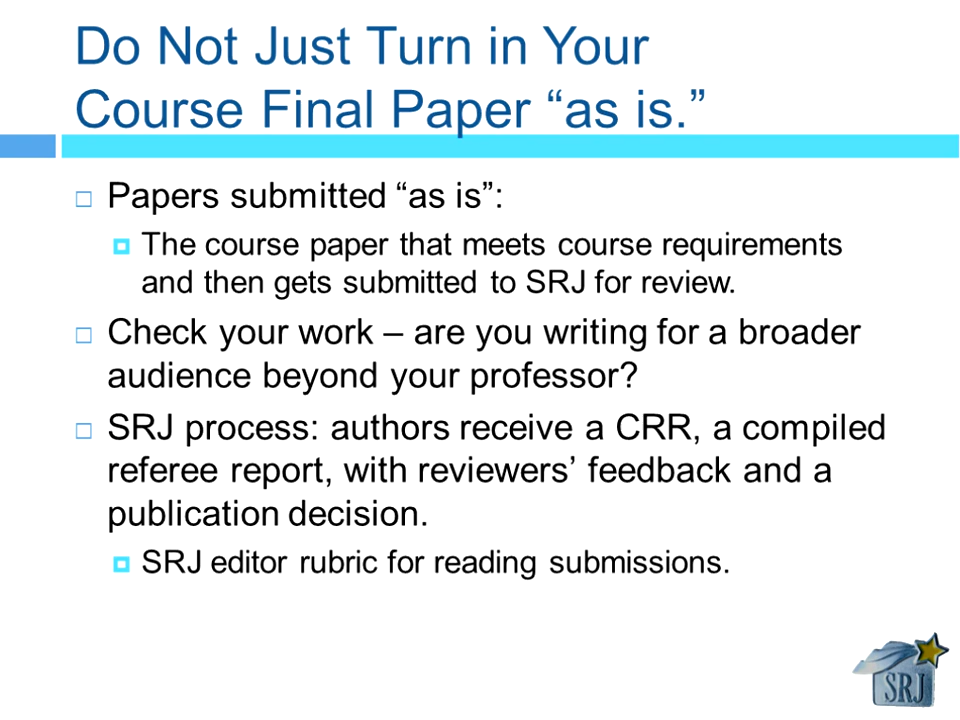 Do Not Just Turn in Your
Course Final Paper “as is.”
Papers submitted “as is”:
The course paper that meets course requirements
and then gets submitted to SRJ for review.
Check your work – are you writing for a broader
audience beyond your professor?
SRJ process: authors receive a CRR, a compiled
referee report, with reviewers’ feedback and a
publication decision.
SRJ editor rubric for reading submissions.
SRJ